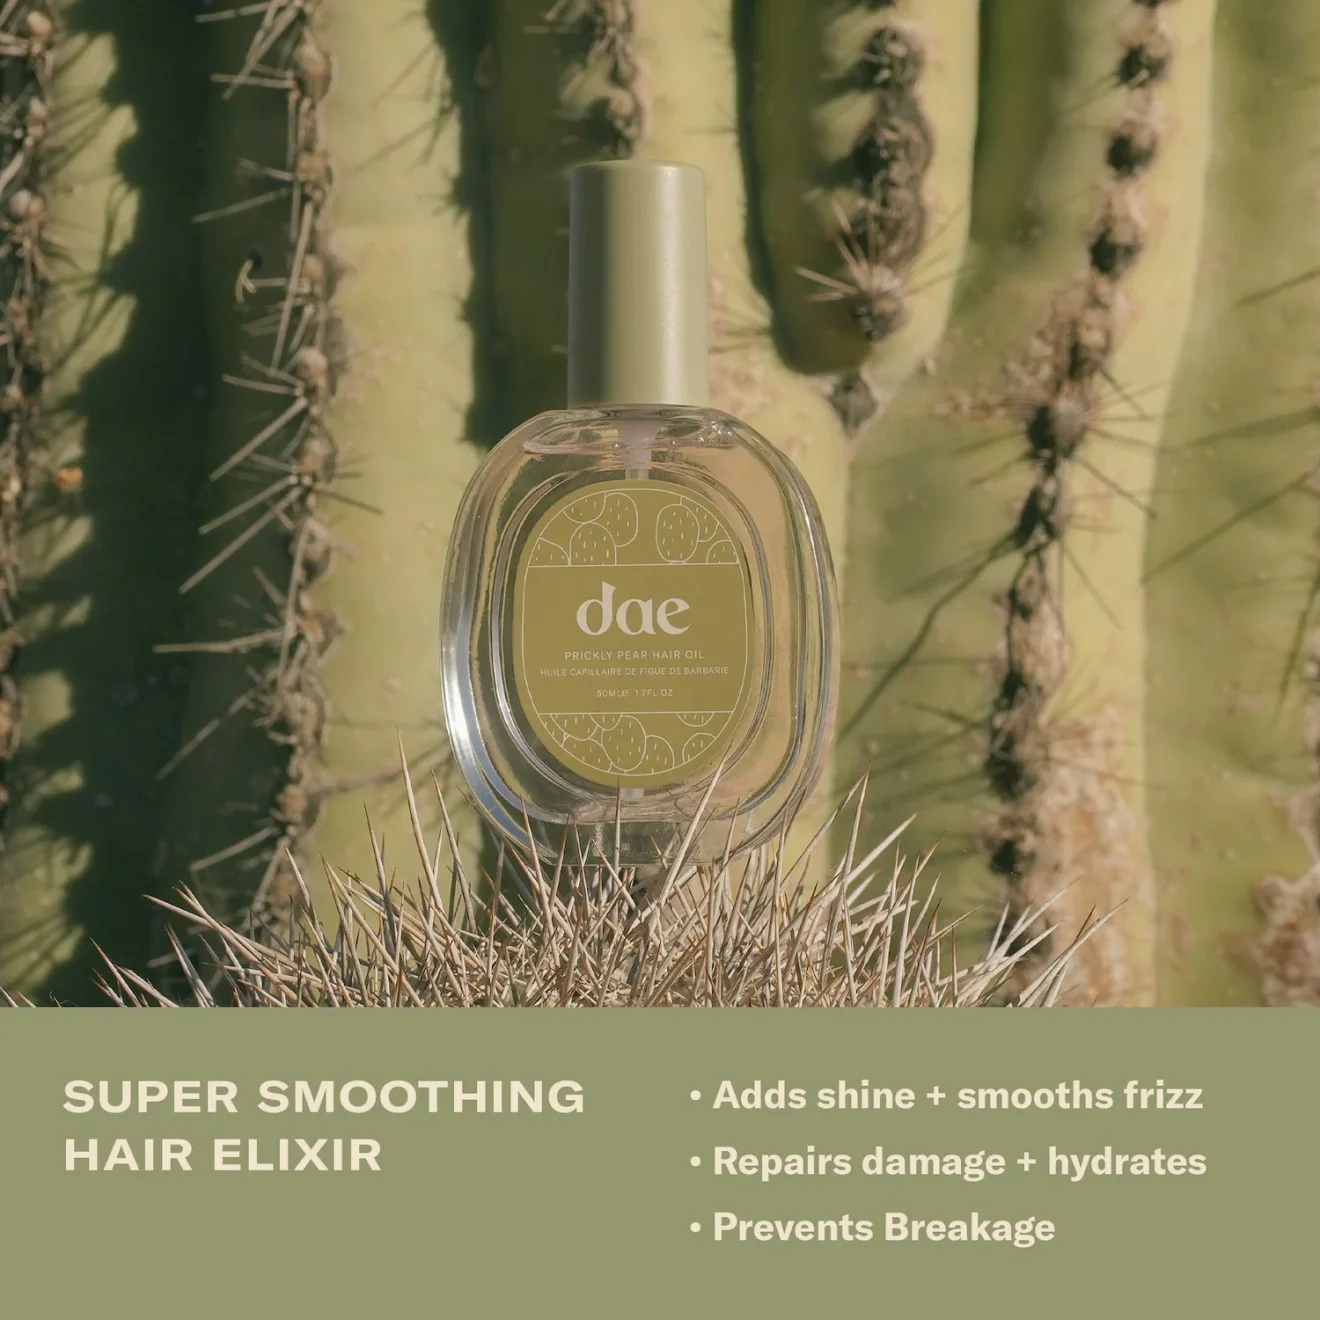 dae
PRICKLY PEAR HAIR OIL
HUILE CAPILLAIRE DE FIGUE DE BARBARIE
50ML℮ 1.7FL OZ
SUPER SMOOTHING
HAIR ELIXIR
• Adds shine + smooths frizz
• Repairs damage + hydrates
• Prevents Breakage